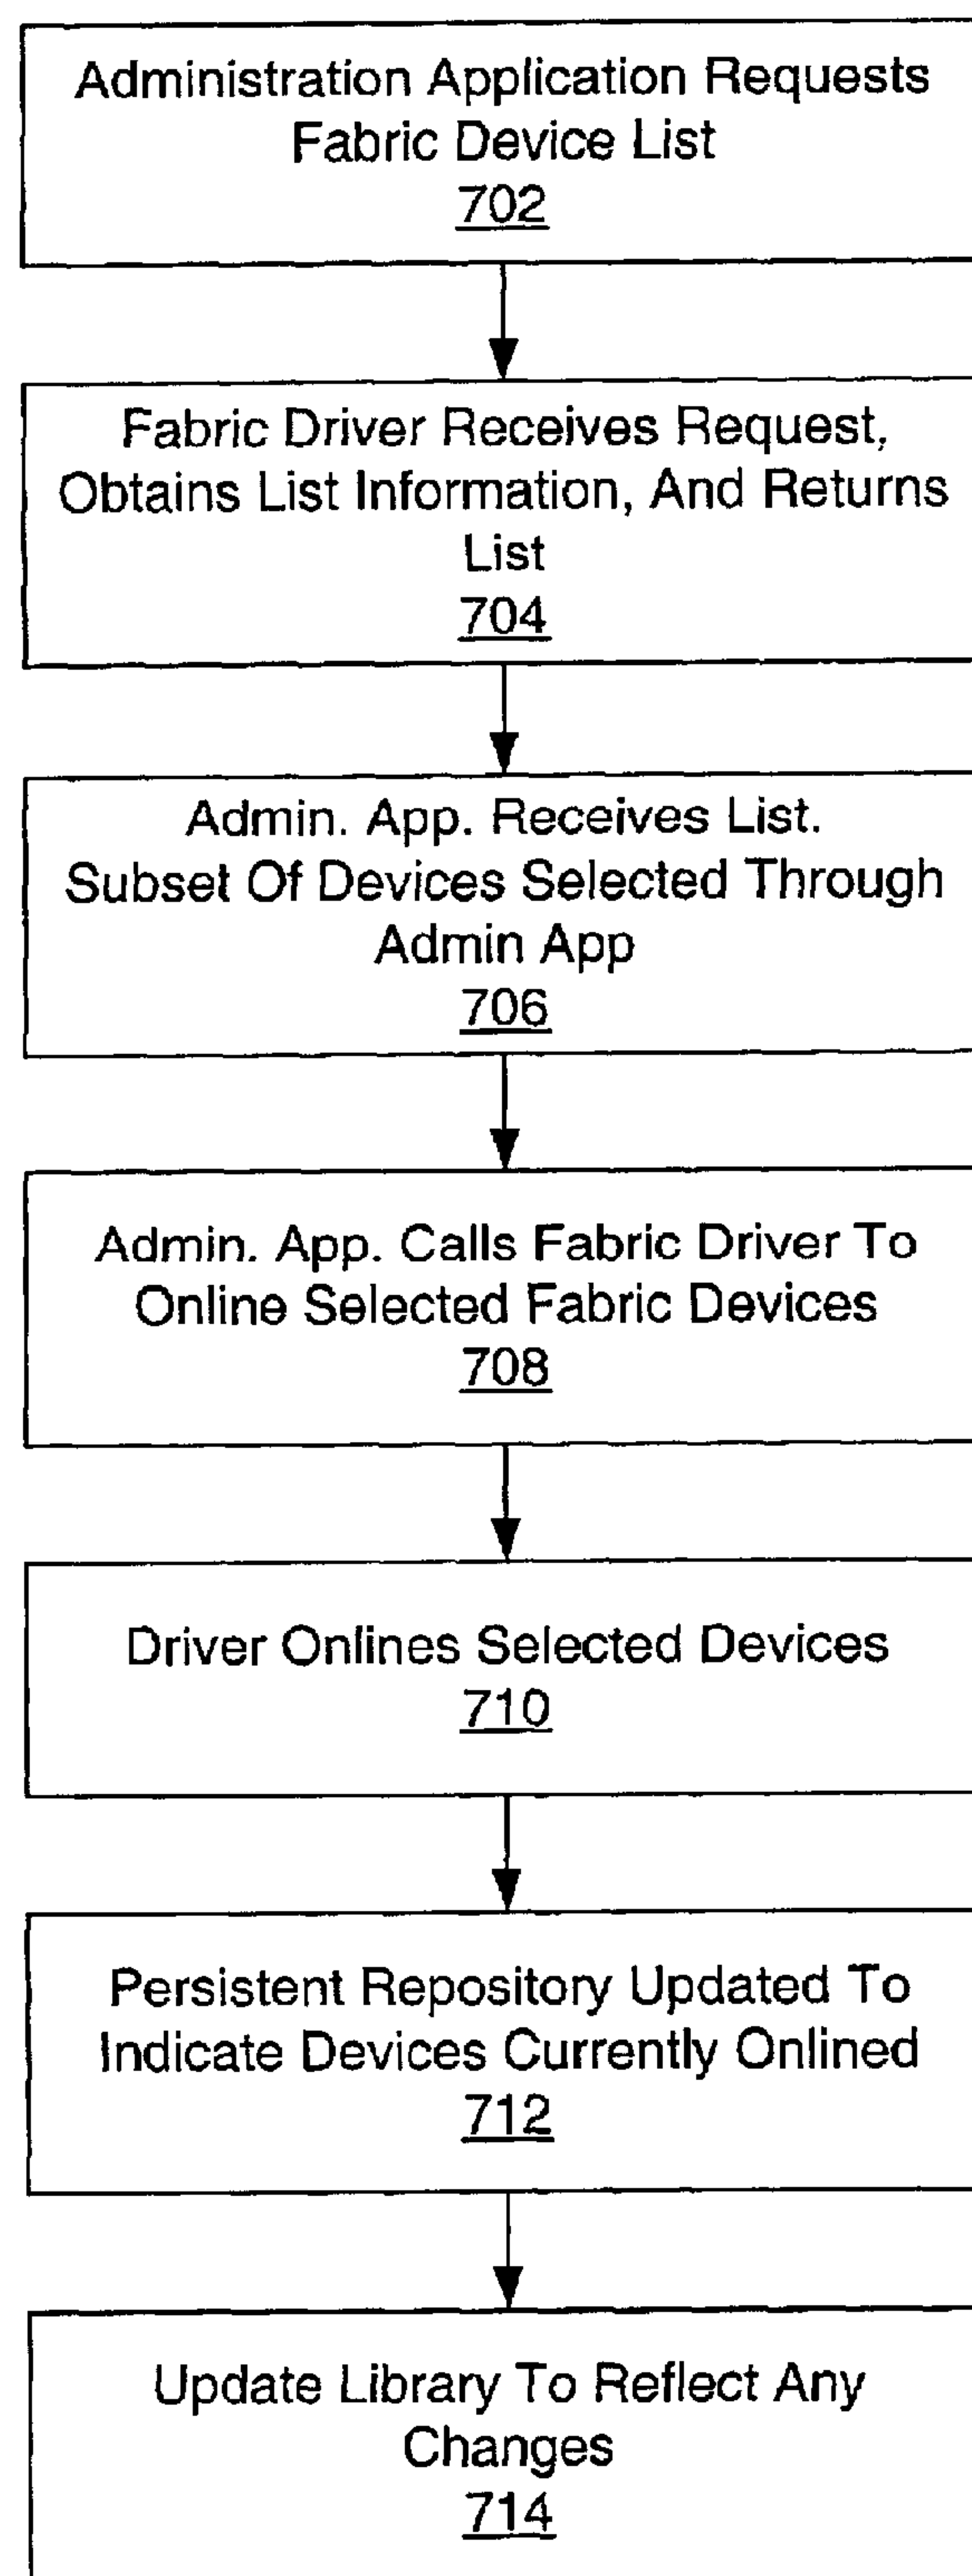 Administration Application Requests
Fabric Device List
702
Fabric Driver Receives Request,
Obtains List Information, And Returns
List
704
Admin. App. Receives List.
Subset Of Devices Selected Through
Admin App
706
Admin. App. Calls Fabric Driver To
Online Selected Fabric Devices
708
Driver Onlines Selected Devices
710
Persistent Repository Updated To
Indicate Devices Currently Onlined
712
Update Library To Reflect Any
Changes
714